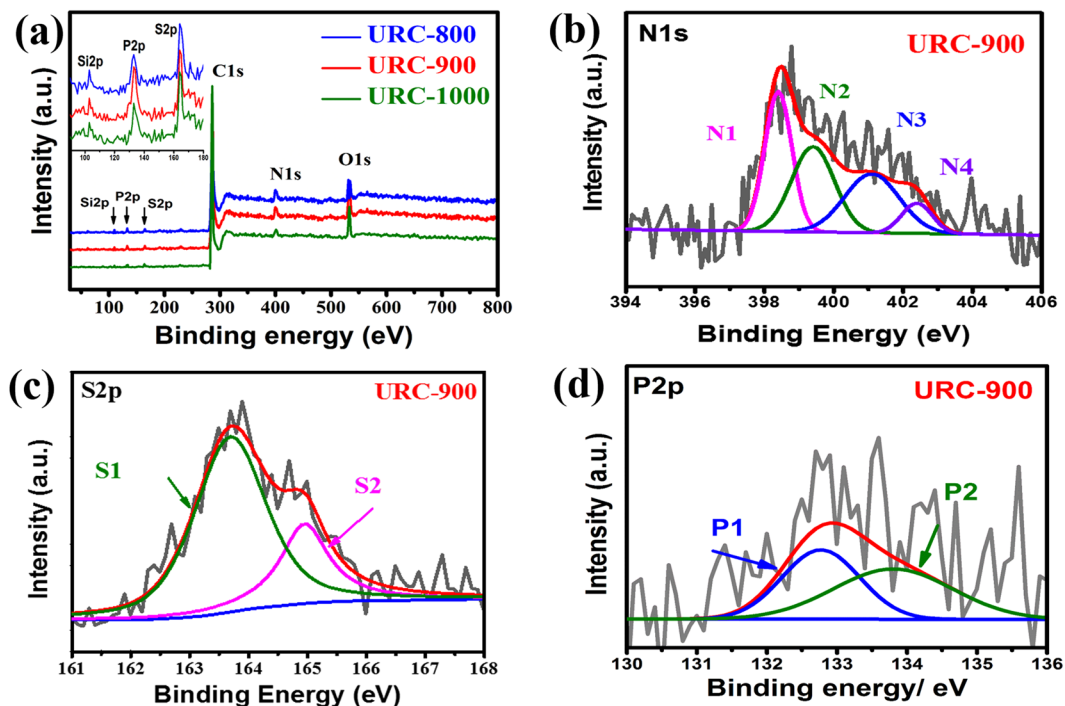 (a)
Si2p
P2p
S2p
100 120 140 160 180
C1s
URC-800
URC-900
URC-1000
N1s
O1s
Si2p P2p S2p
Intensity (a.u.)
100 200 300 400 500 600 700 800
Binding energy (eV)
(b)
N1s
URC-900
N1
N2
N3
N4
Intensity (a.u.)
394 396 398 400 402 404 406
Binding Energy (eV)
(c)
S2p
URC-900
S1
S2
Intensity (a.u.)
161 162 163 164 165 166 167 168
Binding Energy (eV)
(d)
P2p
URC-900
P1
P2
Intensity (a.u.)
130 131 132 133 134 135 136
Binding energy/ eV